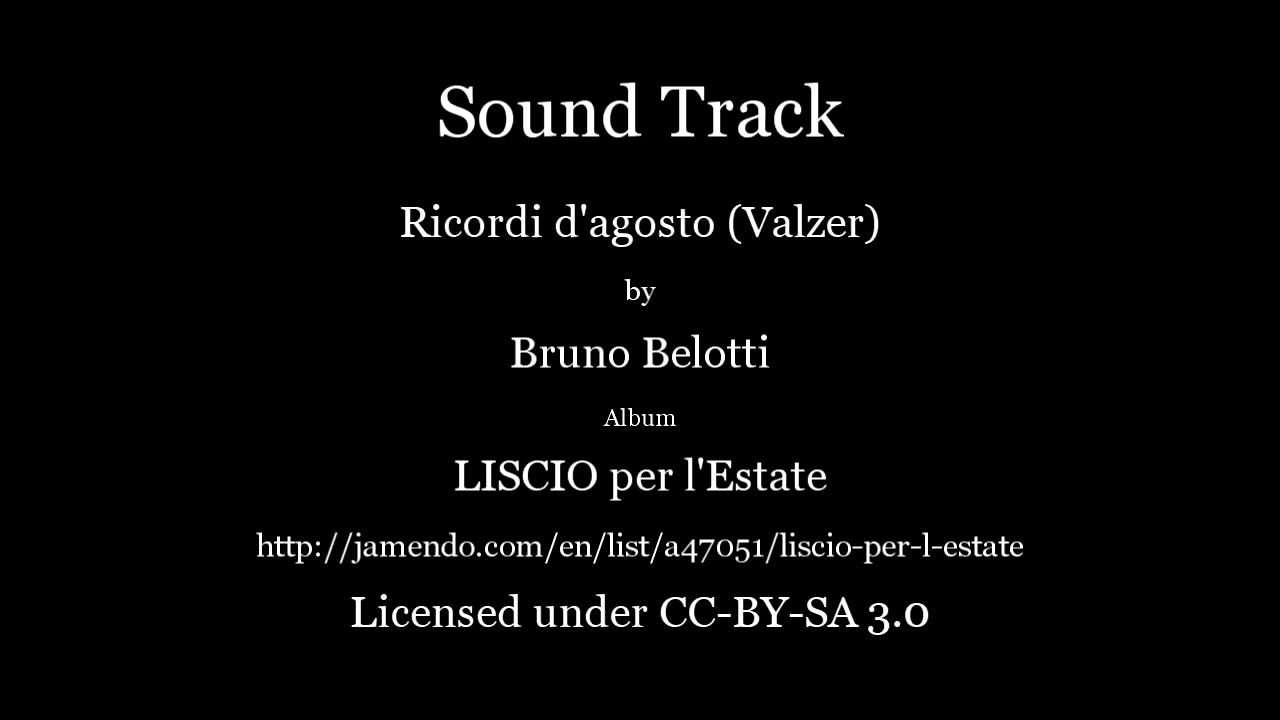 Sound Track
Ricordi d'agosto (Valzer)
by
Bruno Belotti
Album
LISCIO per l'Estate
http://jamendo.com/en/list/a47051/liscio-per-l-estate
Licensed under CC-BY-SA 3.0